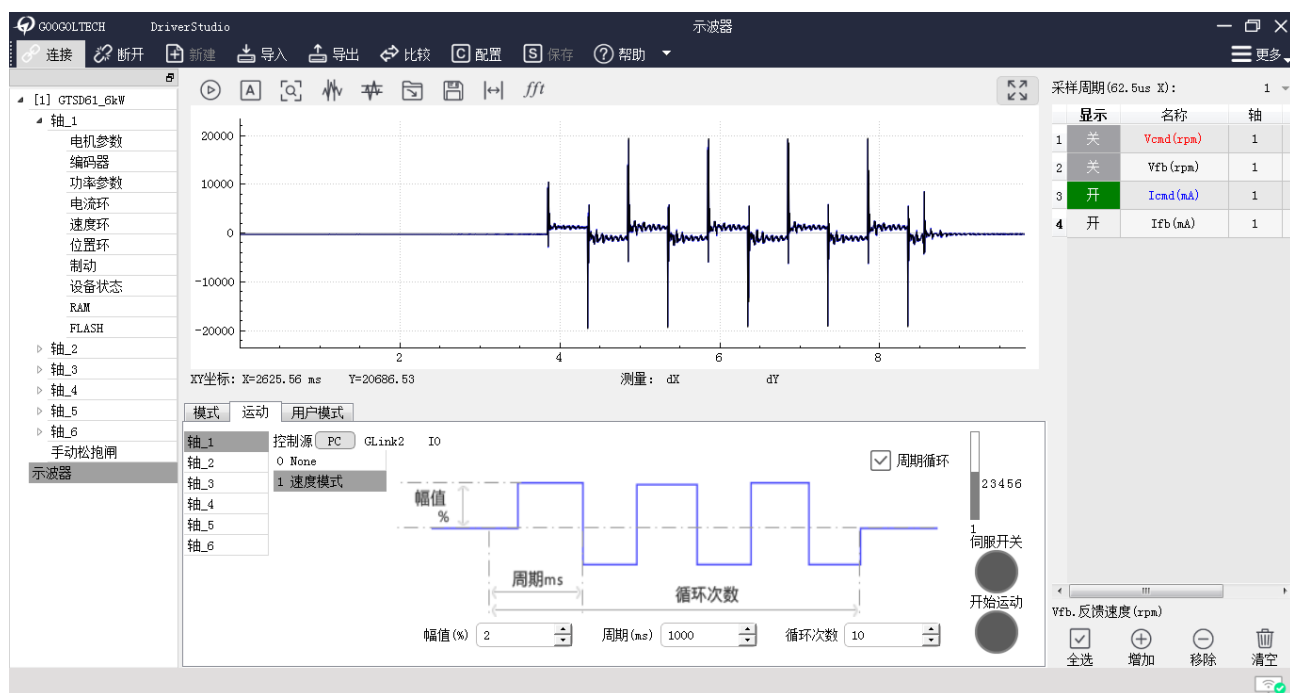 GOOGOLTECH DriverStudio 示波器
连接 断开 新建 导入 导出 比较 C 配置 S 保存 ? 帮助 更多
[1] GTSD61_6kW
轴_1
电机参数
编码器
功率参数
电流环
速度环
位置环
制动
设备状态
RAM
FLASH
轴_2
轴_3
轴_4
轴_5
轴_6
手动松抱闸
示波器
A fft
20000
10000
0
-10000
-20000
2 4 6 8
XY坐标: X=2625.56 ms Y=20686.53 测量: dX dY
模式 运动 用户模式
轴_1
轴_2
轴_3
轴_4
轴_5
轴_6
控制源 PC GLink2 IO
0 None
1 速度模式
周期循环
幅值
%
周期ms
循环次数
幅值(%) 2 周期(ms) 1000 循环次数 10
23456
1
伺服开关
开始运动
采样周期(62.5us X): 1
显示 名称 轴
1 关 Vcmd(rpm) 1
2 关 Vfb(rpm) 1
3 开 Icmd(mA) 1
4 开 Ifb(mA) 1
Vfb.反馈速度(rpm)
全选 增加 移除 清空